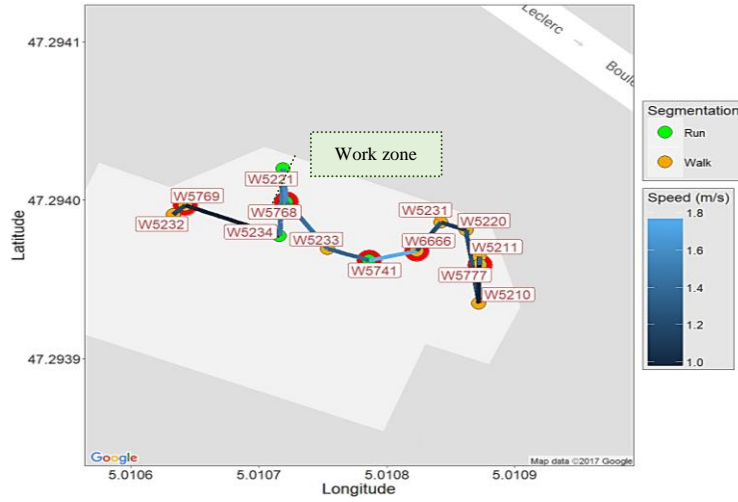 Leclerc
→
Boule
47.2941
Segmentation
Run
Walk
Work zone
W5221
47.2940
W5769
W5768
W5232
W5234
W5233
W5741
W5231
W6666
W5220
W5211
W5777
W5210
Latitude
Speed (m/s)
1.8
1.6
1.4
1.2
1.0
47.2939
Google
Map data ©2017 Google
5.0106
5.0107
5.0108
5.0109
Longitude